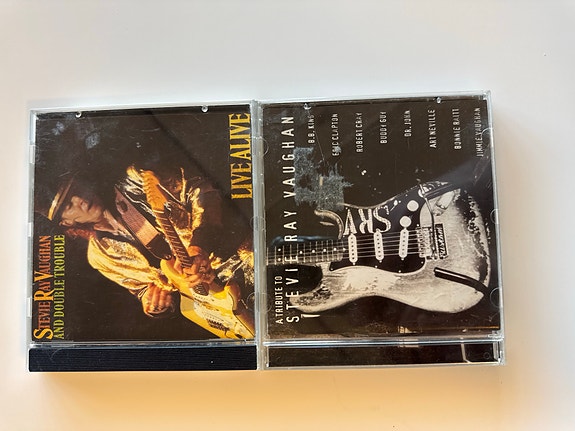 STEVIE RAY VAUGHAN
AND DOUBLE TROUBLE
LIVE ALIVE
A TRIBUTE TO
STEVIE RAY VAUGHAN
B.B. KING
ERIC CLAPTON
ROBERT CRAY
BUDDY GUY
DR. JOHN
ART NEVILLE
BONNIE RAITT
JIMMIE VAUGHAN
SRV